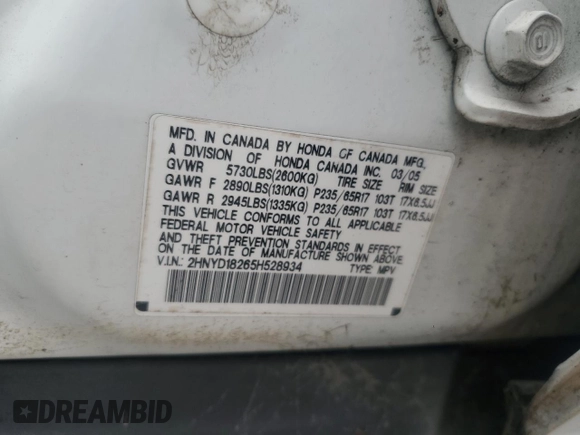 MFD. IN CANADA BY HONDA OF CANADA MFG.
A DIVISION OF HONDA CANADA INC. 03/05
GVWR 5730LBS(2600KG) TIRE SIZE RIM SIZE
GAWR F 2890LBS(1310KG) P235/65R17 103T 17X6.5JJ
GAWR R 2945LBS(1335KG) P235/65R17 103T 17X6.5JJ
THIS VEHICLE CONFORMS TO ALL APPLICABLE
FEDERAL MOTOR VEHICLE SAFETY
AND THEFT PREVENTION STANDARDS IN EFFECT
ON THE DATE OF MANUFACTURE SHOWN ABOVE.
V.I.N.: 2HNYD18265H528934 TYPE: MPV
DREAMBID